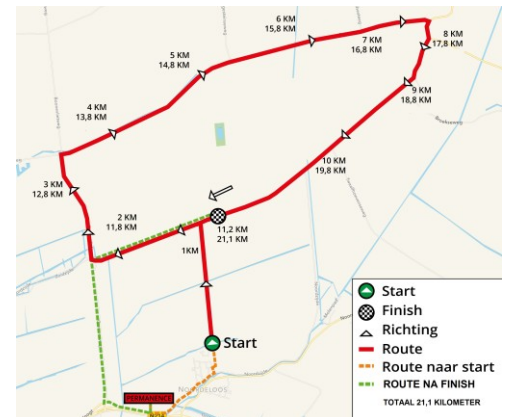 6 KM
15,8 KM
7 KM
16,8 KM
8 KM
17,8 KM
5 KM
14,8 KM
9 KM
18,8 KM
4 KM
13,8 KM
10 KM
19,8 KM
3 KM
12,8 KM
2 KM
11,8 KM
11,2 KM
21,1 KM
1KM
Start
NOORDELOOS
PERMANENCE
Start
Finish
Richting
Route
Route naar start
ROUTE NA FINISH
TOTAAL 21,1 KILOMETER